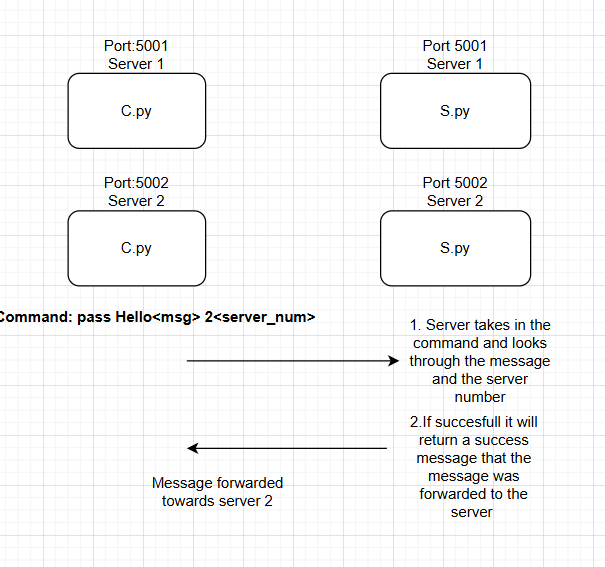 Port:5001
Server 1
C.py
Port 5001
Server 1
S.py
Port:5002
Server 2
C.py
Port 5002
Server 2
S.py
Command: pass Hello<msg> 2<server_num>
1. Server takes in the
command and looks
through the message
and the server
number
2.If succesfull it will
return a success
message that the
message was
forwarded to the
server
Message forwarded
towards server 2